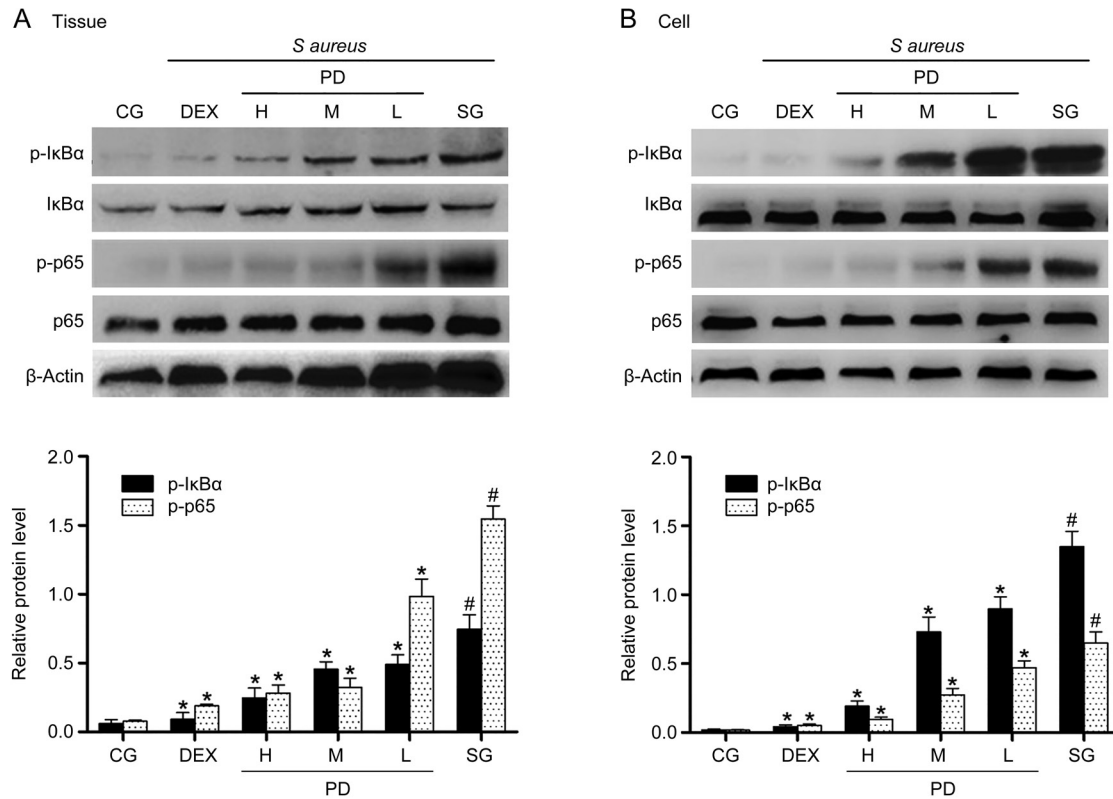 A Tissue
S aureus
PD
CG DEX H M L SG
p-IκBα
IκBα
p-p65
p65
β-Actin
2.0
1.5
1.0
0.5
0.0
Relative protein level
p-IκBα
p-p65
* * * * * * * * # #
CG DEX H M L SG
PD
B Cell
S aureus
PD
CG DEX H M L SG
p-IκBα
IκBα
p-p65
p65
β-Actin
2.0
1.5
1.0
0.5
0.0
Relative protein level
p-IκBα
p-p65
* * * * * * * * # #
CG DEX H M L SG
PD